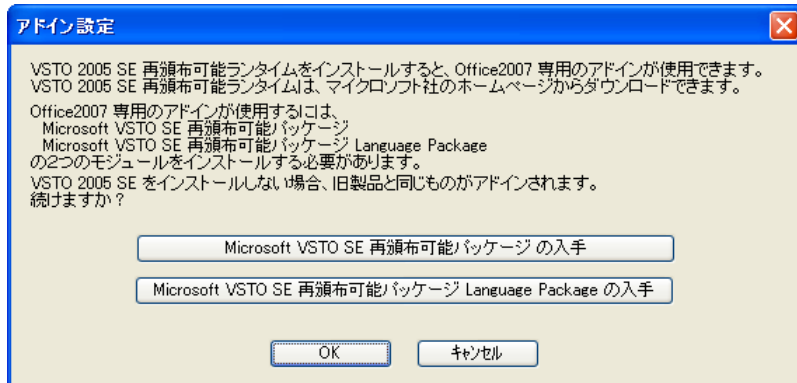 アドイン設定
VSTO 2005 SE 再頒布可能ランタイムをインストールすると、Office2007 専用のアドインが使用できます。
VSTO 2005 SE 再頒布可能ランタイムは、マイクロソフト社のホームページからダウンロードできます。
Office2007 専用のアドインが使用するには、
Microsoft VSTO SE 再頒布可能パッケージ
Microsoft VSTO SE 再頒布可能パッケージ Language Package
の2つのモジュールをインストールする必要があります。
VSTO 2005 SE をインストールしない場合、旧製品と同じものがアドインされます。
続けますか？
Microsoft VSTO SE 再頒布可能パッケージ の入手
Microsoft VSTO SE 再頒布可能パッケージ Language Package の入手
OK キャンセル